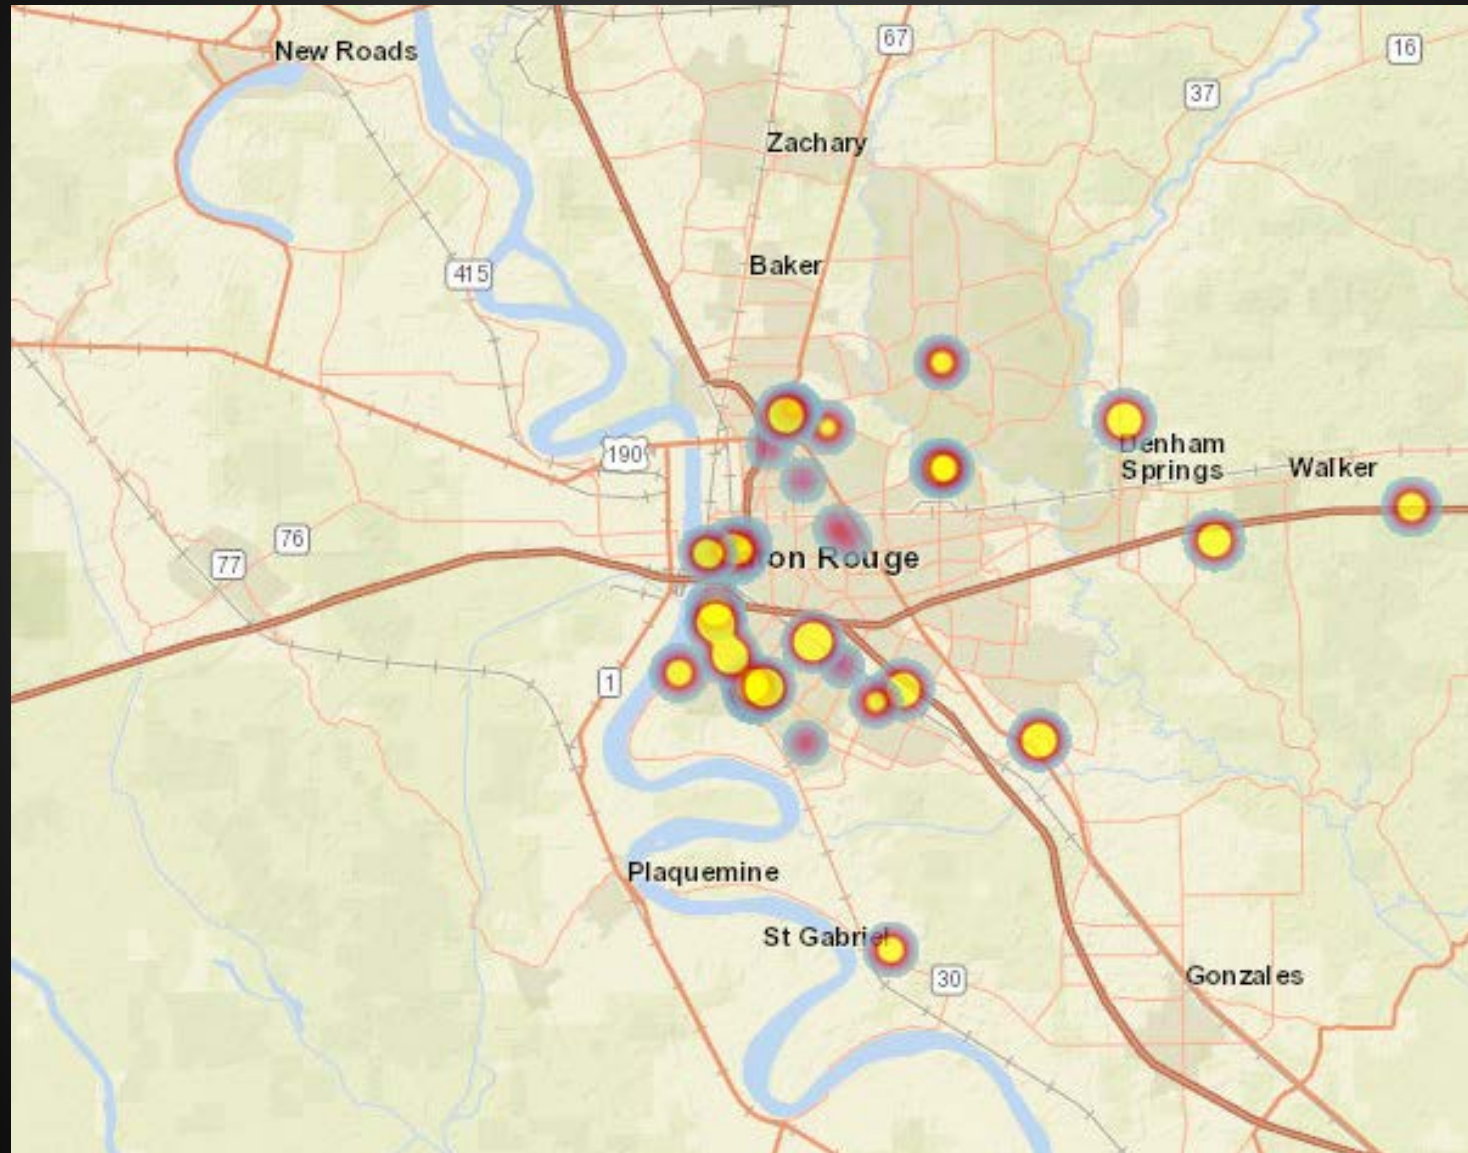 New Roads
67
16
37
Zachary
Baker
415
Denham
Springs
Walker
190
76
77
on Rouge
1
Plaquemine
St Gabriel
30
Gonzales